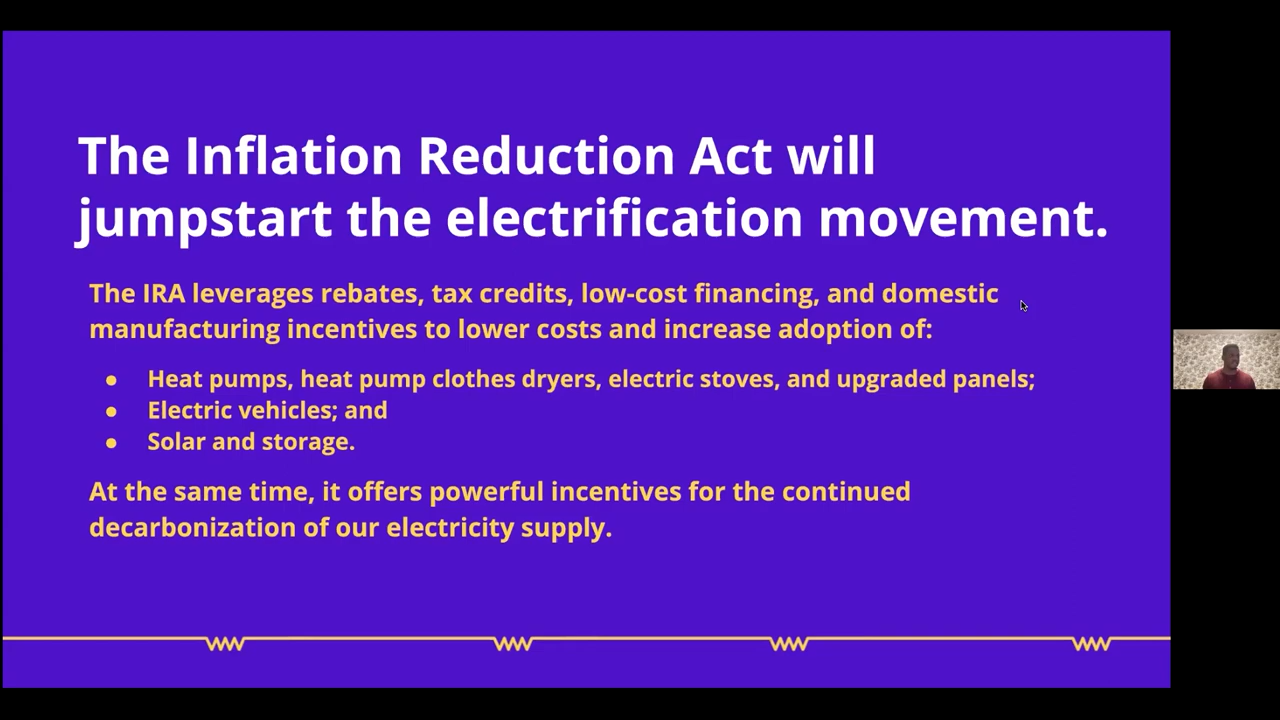 The Inflation Reduction Act will
jumpstart the electrification movement.
The IRA leverages rebates, tax credits, low-cost financing, and domestic
manufacturing incentives to lower costs and increase adoption of:
● Heat pumps, heat pump clothes dryers, electric stoves, and upgraded panels;
● Electric vehicles; and
● Solar and storage.
At the same time, it offers powerful incentives for the continued
decarbonization of our electricity supply.